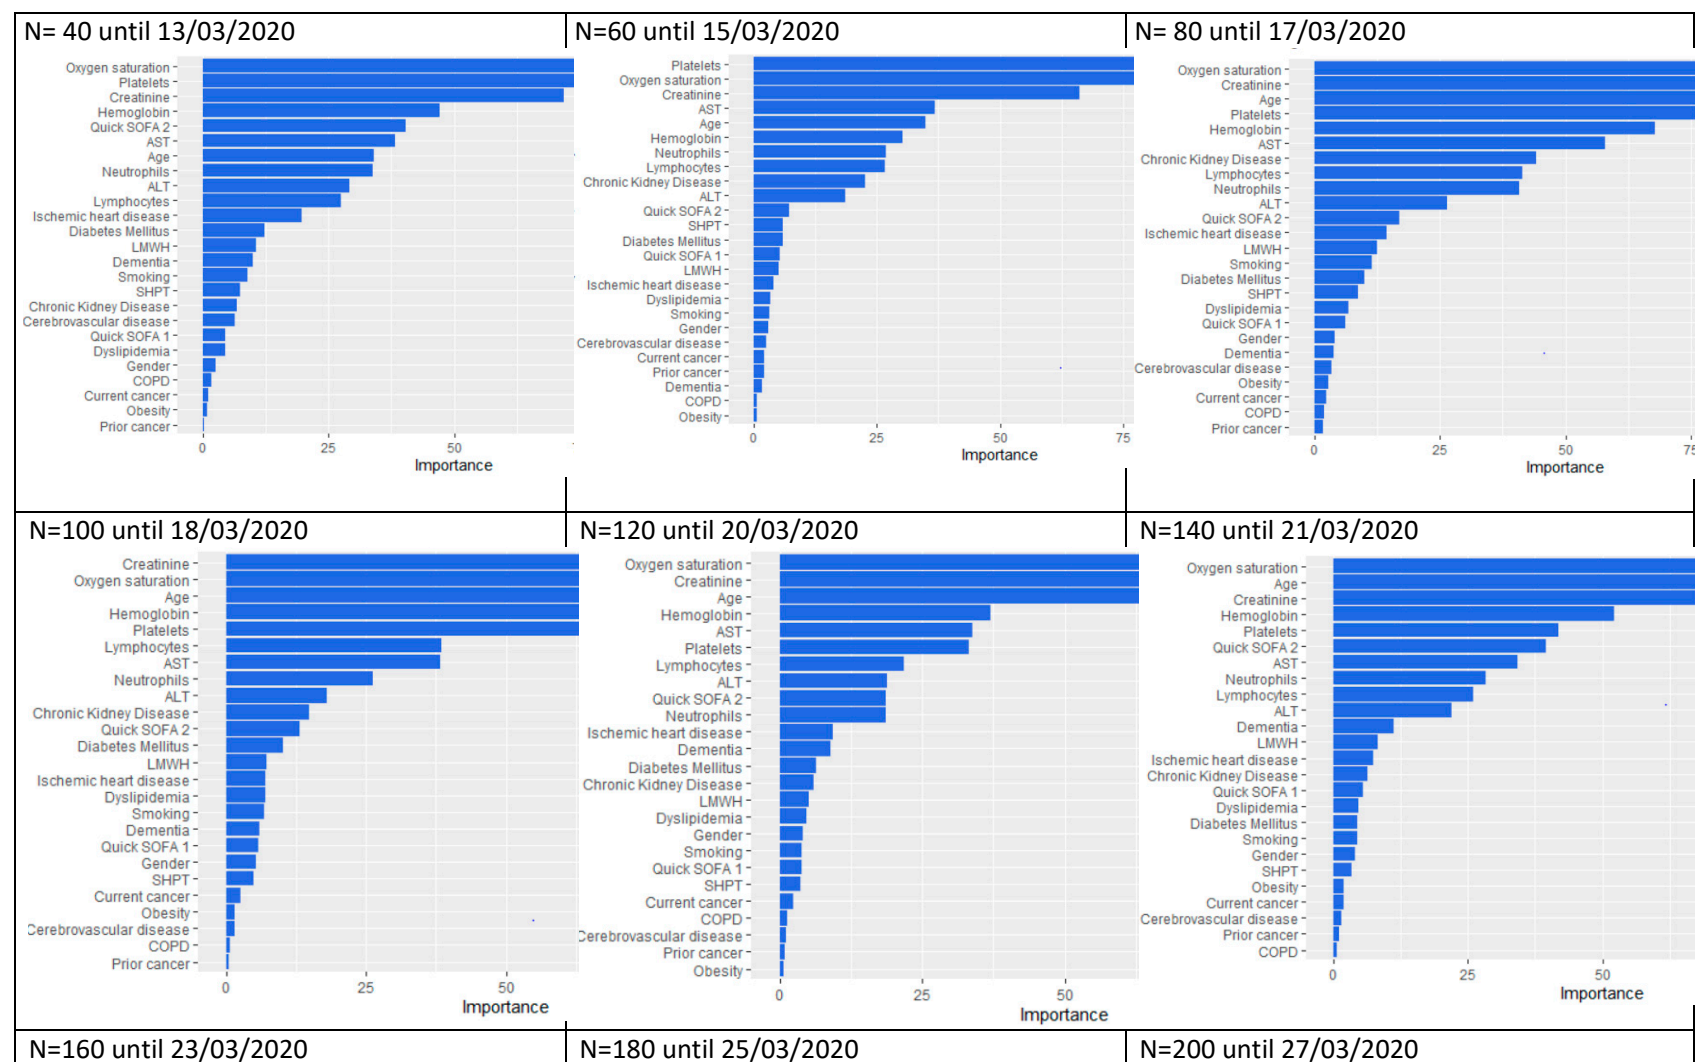 N= 40 until 13/03/2020
Oxygen saturation
Platelets
Creatinine
Hemoglobin
Quick SOFA 2
AST
Age
Neutrophils
ALT
Lymphocytes
Ischemic heart disease
Diabetes Mellitus
LMWH
Dementia
Smoking
SHPT
Chronic Kidney Disease
Cerebrovascular disease
Quick SOFA 1
Dyslipidemia
Gender
COPD
Current cancer
Obesity
Prior cancer
0 25 50
Importance
N=60 until 15/03/2020
Platelets
Oxygen saturation
Creatinine
AST
Age
Hemoglobin
Neutrophils
Lymphocytes
Chronic Kidney Disease
ALT
Quick SOFA 2
SHPT
Diabetes Mellitus
Quick SOFA 1
LMWH
Ischemic heart disease
Dyslipidemia
Smoking
Gender
Cerebrovascular disease
Current cancer
Prior cancer
Dementia
COPD
Obesity
0 25 50 75
Importance
N= 80 until 17/03/2020
Oxygen saturation
Creatinine
Age
Platelets
Hemoglobin
AST
Chronic Kidney Disease
Lymphocytes
Neutrophils
ALT
Quick SOFA 2
Ischemic heart disease
LMWH
Smoking
Diabetes Mellitus
SHPT
Dyslipidemia
Quick SOFA 1
Gender
Dementia
Cerebrovascular disease
Obesity
Current cancer
COPD
Prior cancer
0 25 50 75
Importance
N=100 until 18/03/2020
Creatinine
Oxygen saturation
Age
Hemoglobin
Platelets
Lymphocytes
AST
Neutrophils
ALT
Chronic Kidney Disease
Quick SOFA 2
Diabetes Mellitus
LMWH
Ischemic heart disease
Dyslipidemia
Smoking
Dementia
Quick SOFA 1
Gender
SHPT
Current cancer
Obesity
Cerebrovascular disease
COPD
Prior cancer
0 25 50
Importance
N=120 until 20/03/2020
Oxygen saturation
Creatinine
Age
Hemoglobin
AST
Platelets
Lymphocytes
ALT
Quick SOFA 2
Neutrophils
Ischemic heart disease
Dementia
Diabetes Mellitus
Chronic Kidney Disease
LMWH
Dyslipidemia
Gender
Smoking
Quick SOFA 1
SHPT
Current cancer
COPD
Cerebrovascular disease
Prior cancer
Obesity
0 25 50
Importance
N=140 until 21/03/2020
Oxygen saturation
Age
Creatinine
Hemoglobin
Platelets
Quick SOFA 2
AST
Neutrophils
Lymphocytes
ALT
Dementia
LMWH
Ischemic heart disease
Chronic Kidney Disease
Quick SOFA 1
Dyslipidemia
Diabetes Mellitus
Smoking
Gender
SHPT
Obesity
Current cancer
Cerebrovascular disease
Prior cancer
COPD
0 25 50
Importance
N=160 until 23/03/2020
N=180 until 25/03/2020
N=200 until 27/03/2020